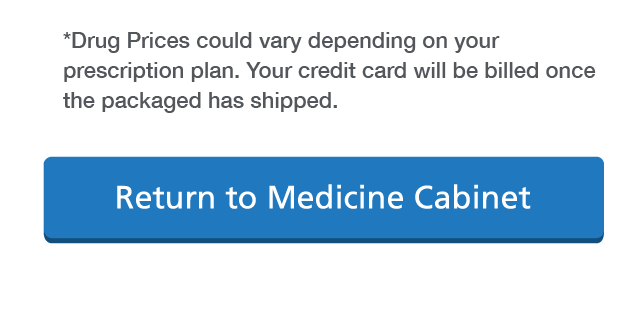 *Drug Prices could vary depending on your
prescription plan. Your credit card will be billed once
the packaged has shipped.
Return to Medicine Cabinet